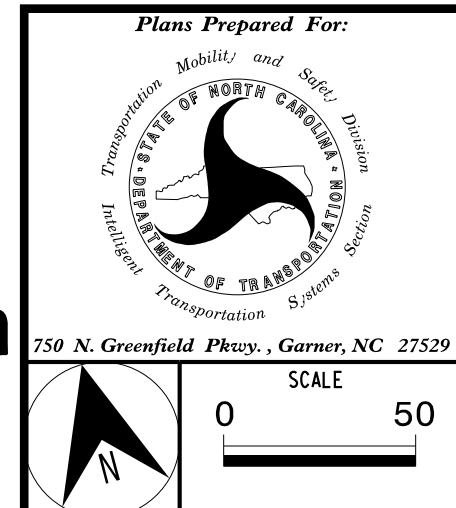 Plans Prepared For:
Transportation Mobility and Safety Division
STATE OF NORTH CAROLINA
DEPARTMENT OF TRANSPORTATION
Intelligent Transportation Systems Section
750 N. Greenfield Pkwy. , Garner, NC 27529
SCALE
0 50
N